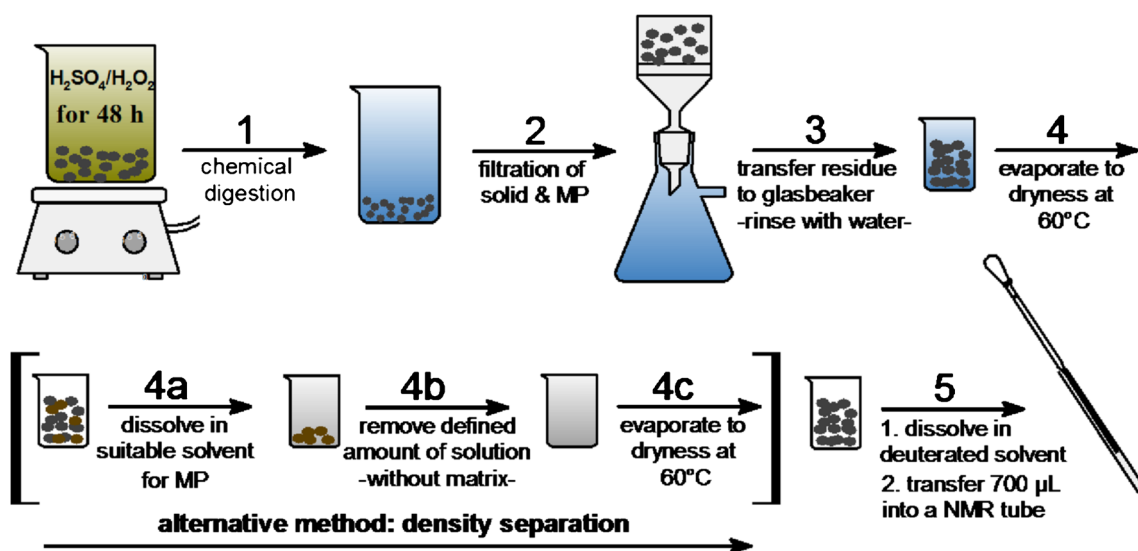 H₂SO₄/H₂O₂
for 48 h
1
chemical
digestion
2
filtration of
solid & MP
3
transfer residue
to glasbeaker
-rinse with water-
4
evaporate to
dryness at
60°C
4a
dissolve in
suitable solvent
for MP
4b
remove defined
amount of solution
-without matrix-
4c
evaporate to
dryness at
60°C
5
1. dissolve in
deuterated solvent
2. transfer 700 µL
into a NMR tube
alternative method: density separation